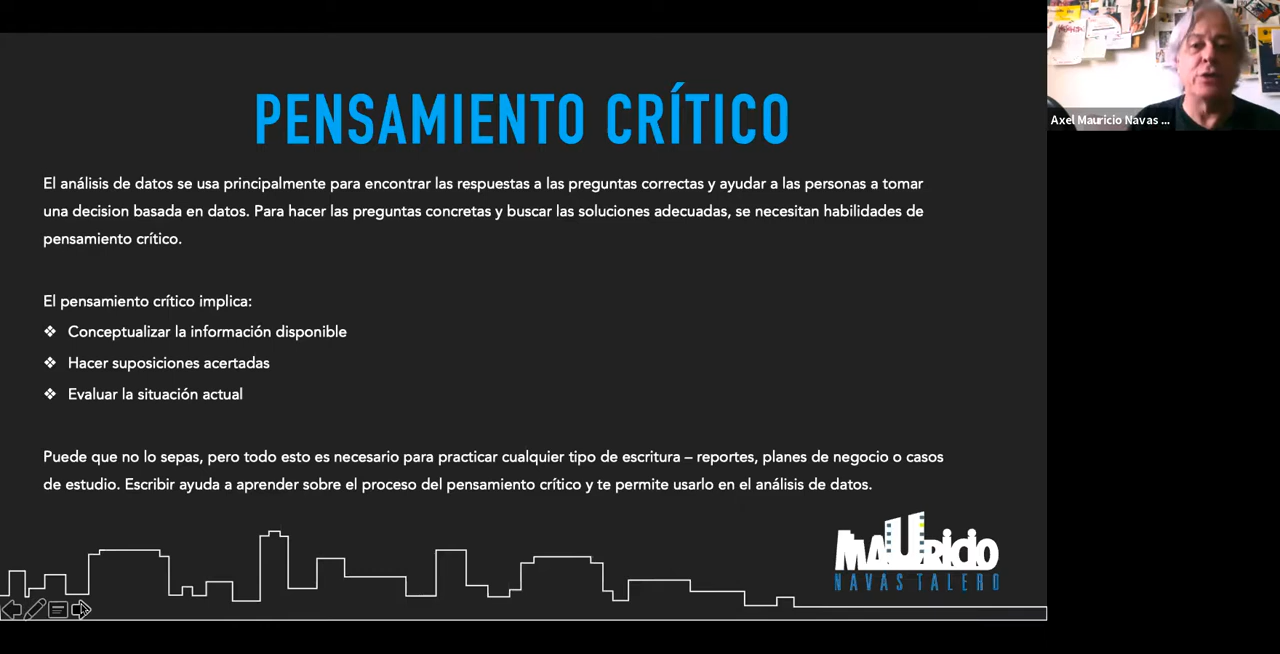 PENSAMIENTO CRÍTICO
El análisis de datos se usa principalmente para encontrar las respuestas a las preguntas correctas y ayudar a las personas a tomar
una decision basada en datos. Para hacer las preguntas concretas y buscar las soluciones adecuadas, se necesitan habilidades de
pensamiento crítico.
El pensamiento crítico implica:
❖ Conceptualizar la información disponible
❖ Hacer suposiciones acertadas
❖ Evaluar la situación actual
Puede que no lo sepas, pero todo esto es necesario para practicar cualquier tipo de escritura – reportes, planes de negocio o casos
de estudio. Escribir ayuda a aprender sobre el proceso del pensamiento crítico y te permite usarlo en el análisis de datos.
MAURICIO
NAVAS TALERO
Axel Mauricio Navas ...